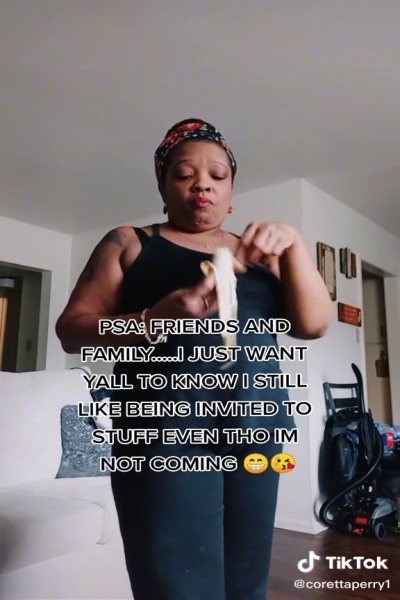 PSA: FRIENDS AND
FAMILY.....I JUST WANT
YALL TO KNOW I STILL
LIKE BEING INVITED TO
STUFF EVEN THO IM
NOT COMING 😁😘
TikTok
@corettaperry1